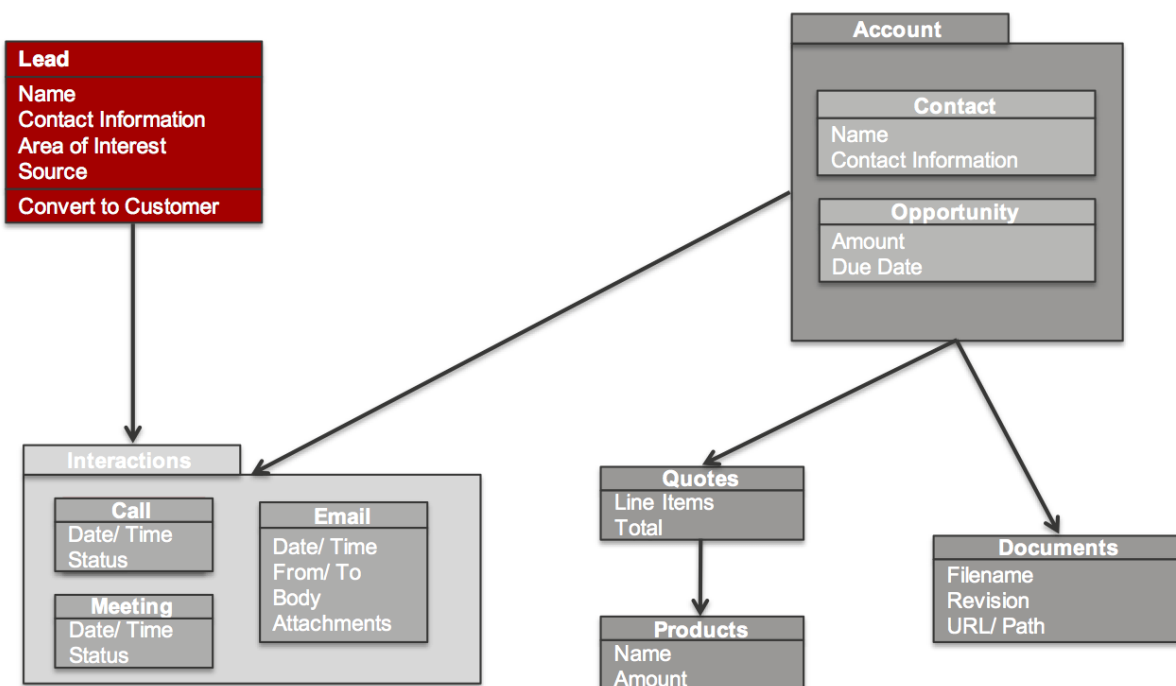 Account
Lead
Name
Contact Information
Area of Interest
Source
Convert to Customer
Contact
Name
Contact Information
Opportunity
Amount
Due Date
Interactions
Call
Date/ Time
Status
Meeting
Date/ Time
Status
Email
Date/ Time
From/ To
Body
Attachments
Quotes
Line Items
Total
Products
Name
Amount
Documents
Filename
Revision
URL/ Path